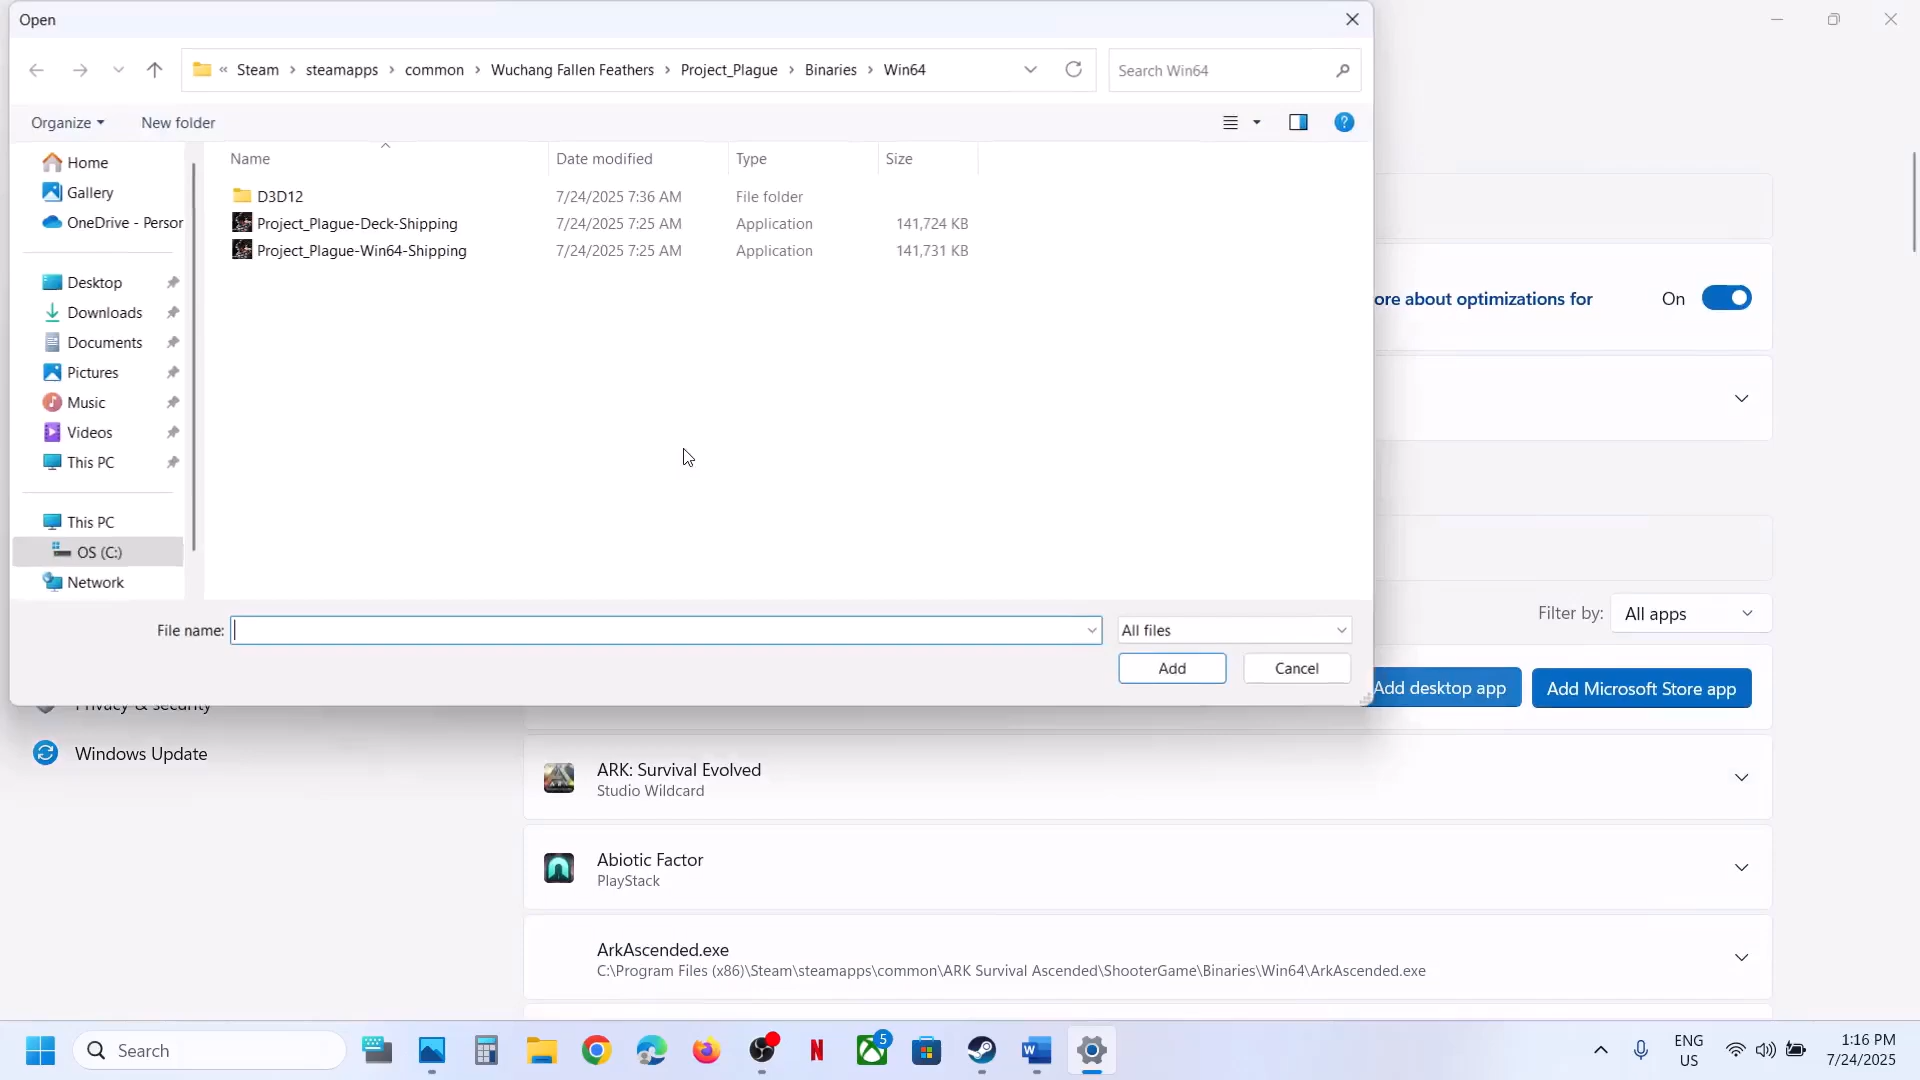 Open
« Steam > steamapps > common > Wuchang Fallen Feathers > Project_Plague > Binaries > Win64
Search Win64
Organize
New folder
Name Date modified Type Size
D3D12 7/24/2025 7:36 AM File folder
Project_Plague-Deck-Shipping 7/24/2025 7:25 AM Application 141,724 KB
Project_Plague-Win64-Shipping 7/24/2025 7:25 AM Application 141,731 KB
Home
Gallery
OneDrive - Persor
Desktop
Downloads
Documents
Pictures
Music
Videos
This PC
This PC
OS (C:)
Network
File name:
All files
Add
Cancel
ore about optimizations for
On
Filter by: All apps
Add desktop app
Add Microsoft Store app
Privacy & security
Windows Update
ARK: Survival Evolved
Studio Wildcard
Abiotic Factor
PlayStack
ArkAscended.exe
C:\Program Files (x86)\Steam\steamapps\common\ARK Survival Ascended\ShooterGame\Binaries\Win64\ArkAscended.exe
Search
5
ENG
US
1:16 PM
7/24/2025